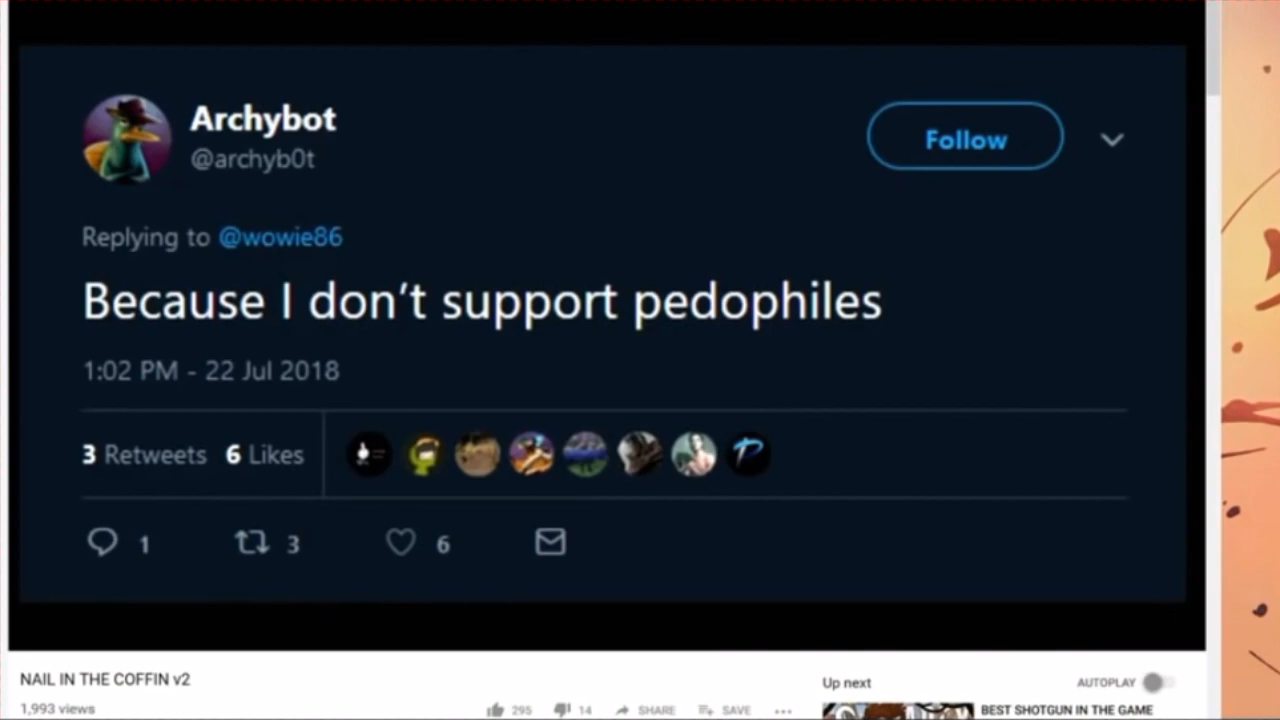 Archybot
@archyb0t
Follow
Replying to @wowie86
Because I don't support pedophiles
1:02 PM - 22 Jul 2018
3 Retweets 6 Likes
1 3 6
NAIL IN THE COFFIN v2
1,993 views
295 14 SHARE SAVE
Up next
AUTOPLAY
BEST SHOTGUN IN THE GAME